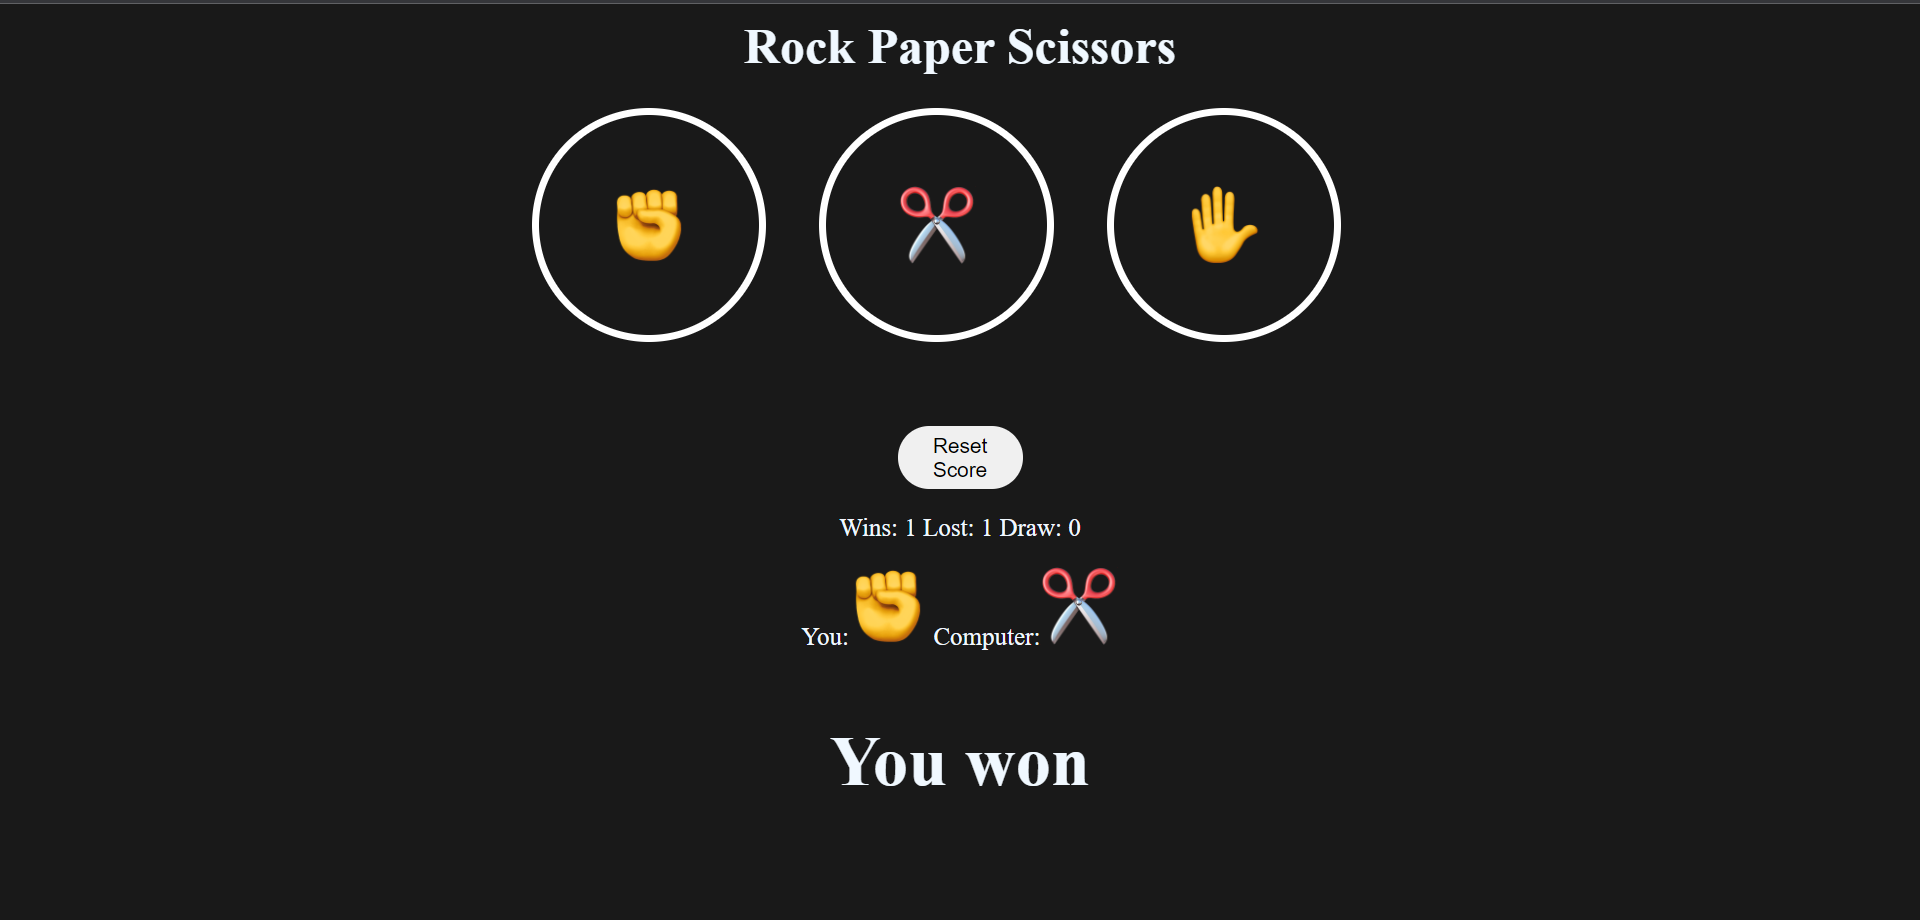 Rock Paper Scissors
Reset
Score
Wins: 1 Lost: 1 Draw: 0
You: Computer:
You won